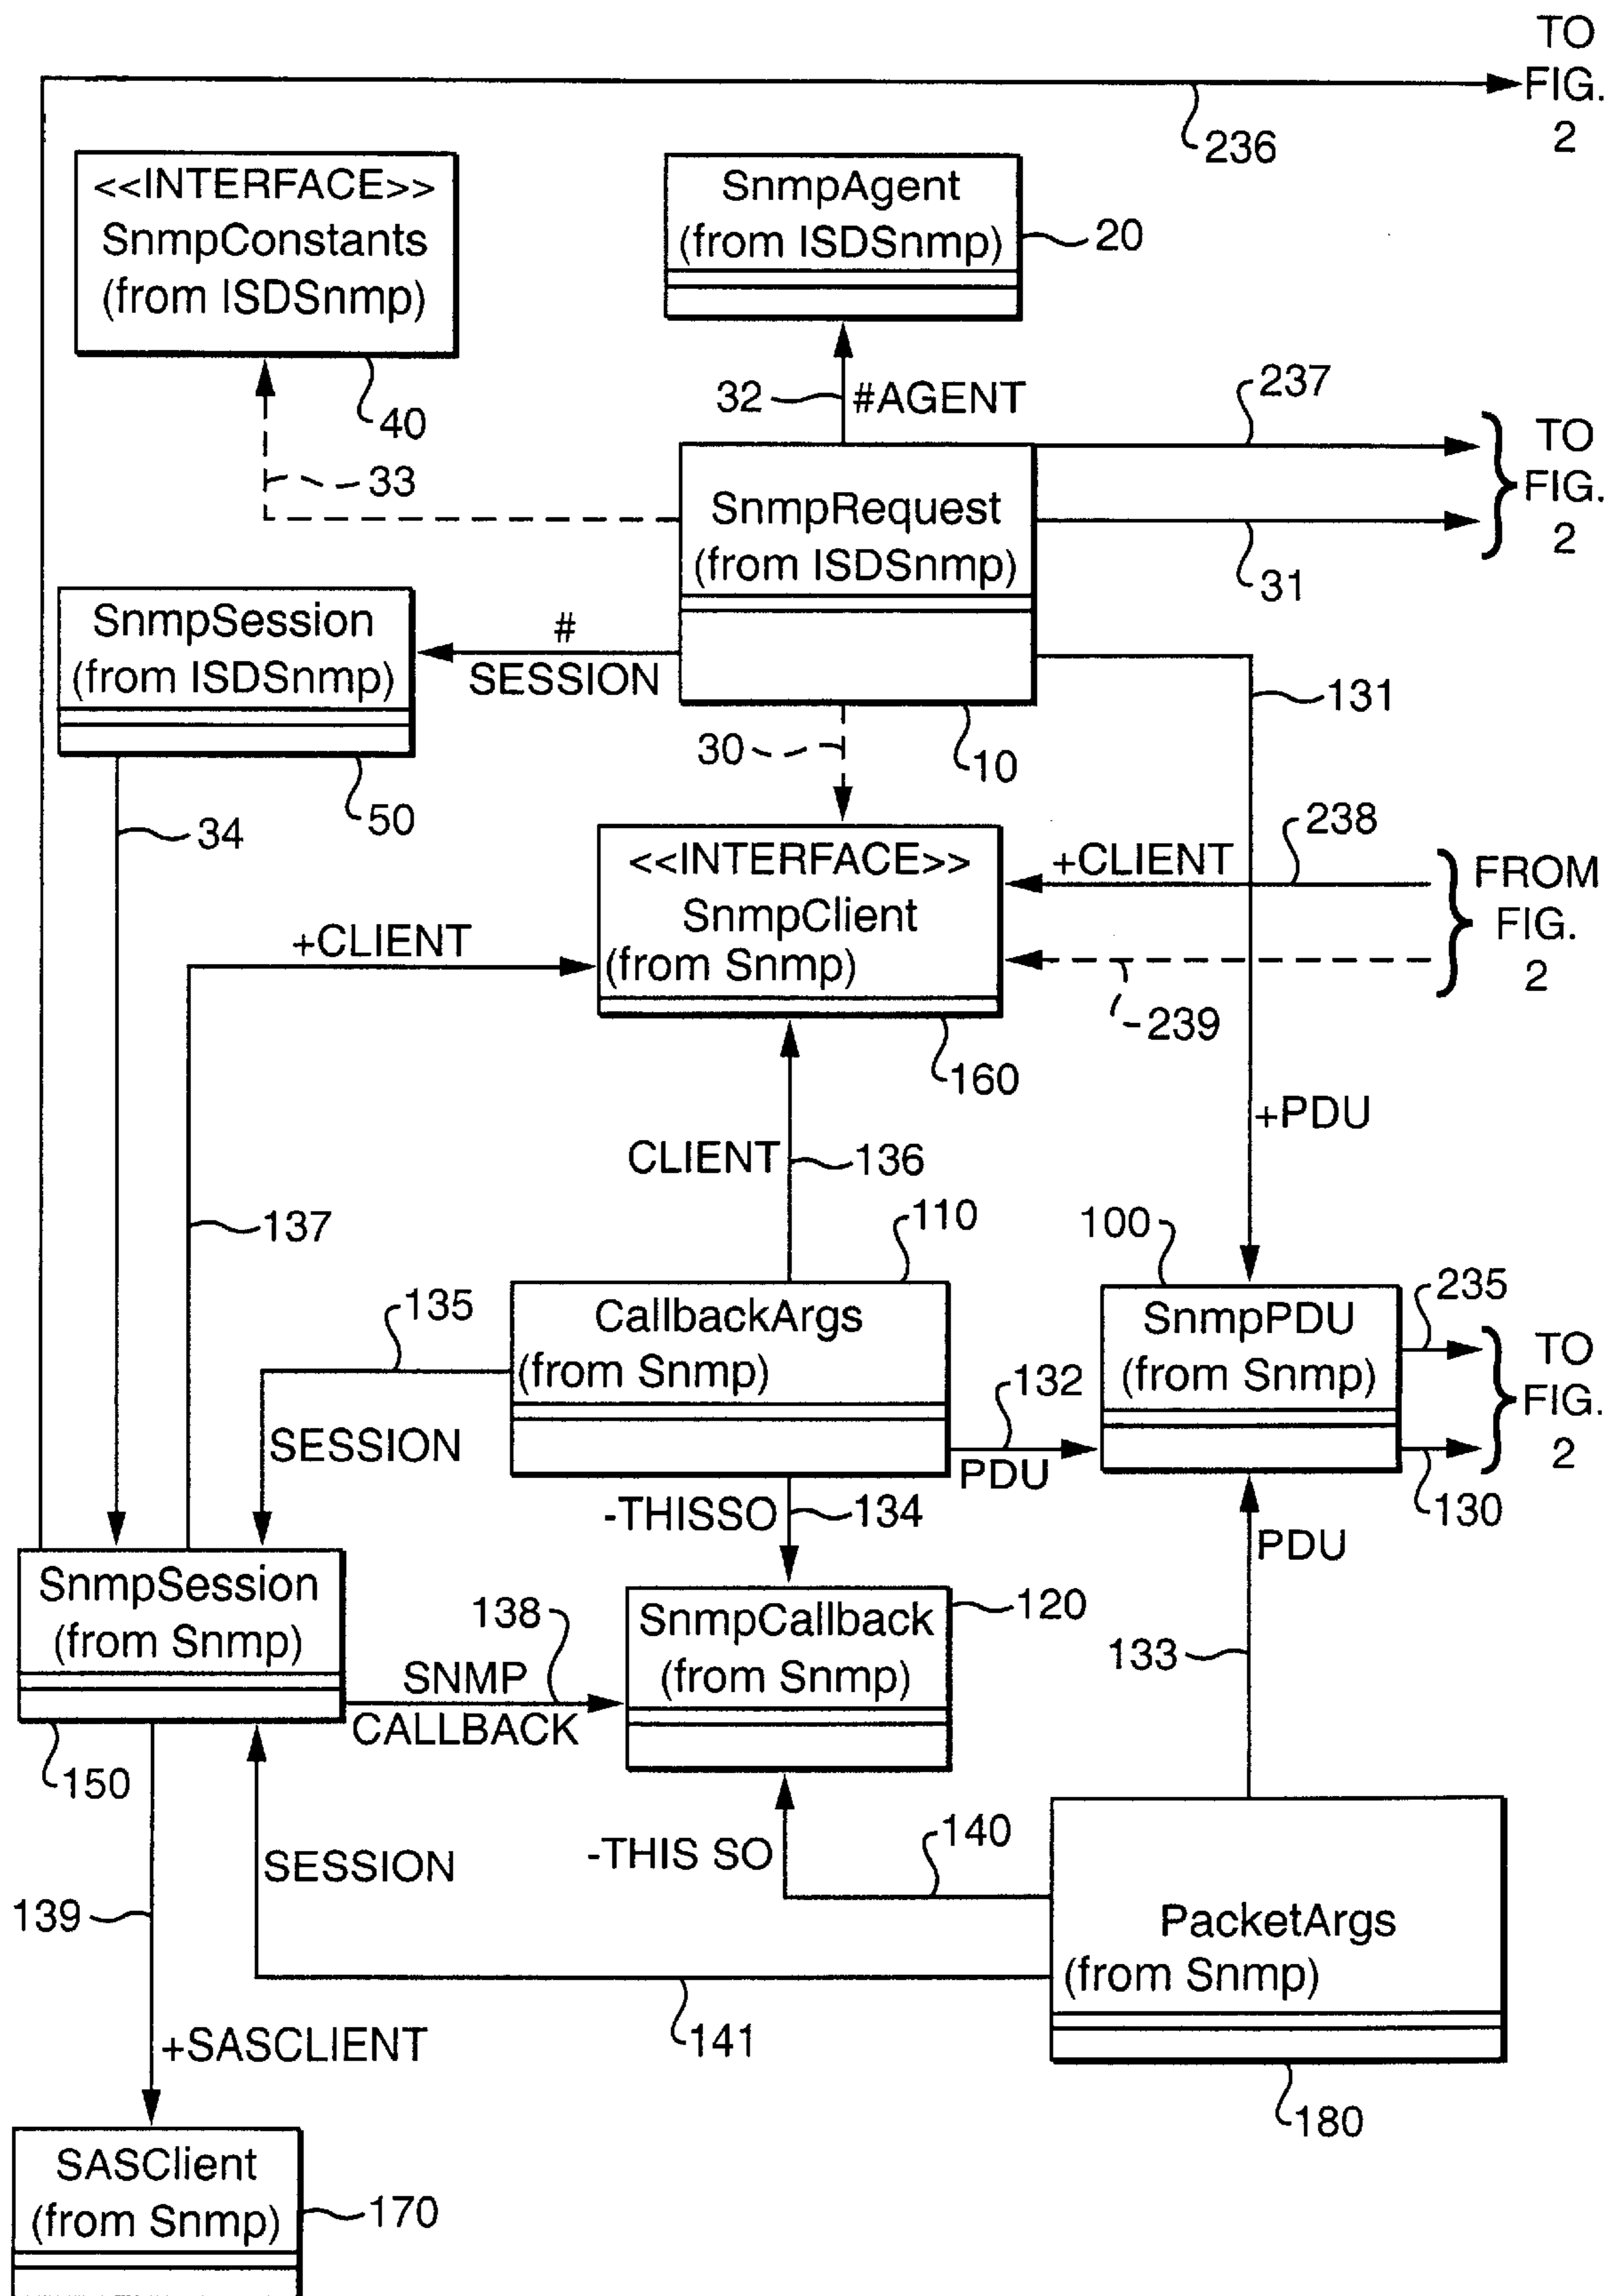 TO
FIG.
2
236
<<INTERFACE>>
SnmpConstants
(from ISDSnmp)
40
SnmpAgent
(from ISDSnmp)
20
32
#AGENT
33
237
SnmpRequest
(from ISDSnmp)
31
TO
FIG.
2
SnmpSession
(from ISDSnmp)
#
SESSION
131
30
10
50
34
<<INTERFACE>>
SnmpClient
(from Snmp)
+CLIENT
238
FROM
FIG.
2
+CLIENT
239
160
+PDU
CLIENT
136
137
110
100
235
135
CallbackArgs
(from Snmp)
SnmpPDU
(from Snmp)
TO
FIG.
2
132
SESSION
PDU
130
-THISSO
134
PDU
SnmpSession
(from Snmp)
138
SNMP
CALLBACK
SnmpCallback
(from Snmp)
120
133
150
-THIS SO
140
SESSION
139
PacketArgs
(from Snmp)
141
+SASCLIENT
180
SASClient
(from Snmp)
170